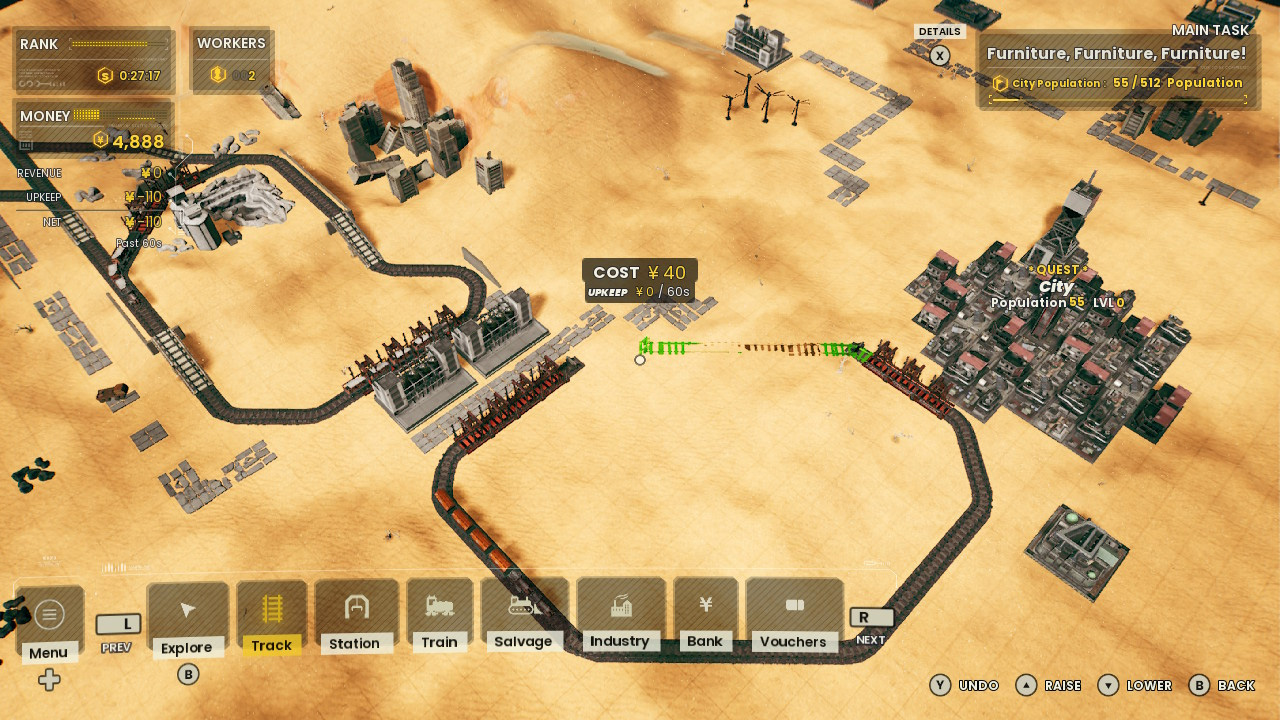 RANK
0:27:17
WORKERS
002
MONEY
¥ 4,888
REVENUE ¥ 0
UPKEEP ¥ -110
NET ¥ -110
Past 60s
DETAILS
X
MAIN TASK
Furniture, Furniture, Furniture!
City Population : 55 / 512 Population
COST ¥ 40
UPKEEP ¥ 0 / 60s
*QUEST*
City
Population 55 LVL 0
Menu
L
PREV
Explore
B
Track
Station
Train
Salvage
Industry
¥
Bank
Vouchers
R
NEXT
Y UNDO
RAISE
LOWER
B BACK